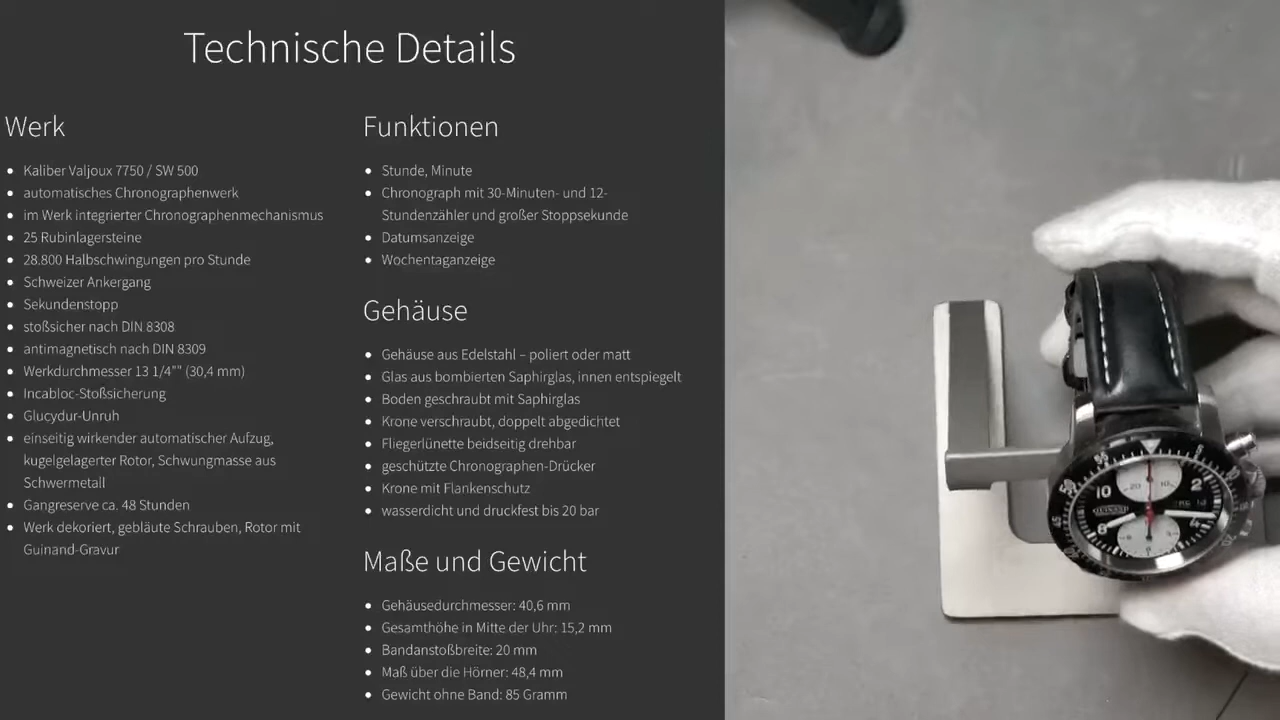 Technische Details
Werk
Kaliber Valjoux 7750 / SW 500
automatisches Chronographenwerk
im Werk integrierter Chronographenmechanismus
25 Rubinlagersteine
28.800 Halbschwingungen pro Stunde
Schweizer Ankergang
Sekundenstopp
stoßsicher nach DIN 8308
antimagnetisch nach DIN 8309
Werkdurchmesser 13 1/4"" (30,4 mm)
Incabloc-Stoßsicherung
Glucydur-Unruh
einseitig wirkender automatischer Aufzug,
kugelgelagerter Rotor, Schwungmasse aus
Schwermetall
Gangreserve ca. 48 Stunden
Werk dekoriert, gebläute Schrauben, Rotor mit
Guinand-Gravur
Funktionen
Stunde, Minute
Chronograph mit 30-Minuten- und 12-
Stundenzähler und großer Stoppsekunde
Datumsanzeige
Wochentaganzeige
Gehäuse
Gehäuse aus Edelstahl – poliert oder matt
Glas aus bombierten Saphirglas, innen entspiegelt
Boden geschraubt mit Saphirglas
Krone verschraubt, doppelt abgedichtet
Fliegerlünette beidseitig drehbar
geschützte Chronographen-Drücker
Krone mit Flankenschutz
wasserdicht und druckfest bis 20 bar
Maße und Gewicht
Gehäusedurchmesser: 40,6 mm
Gesamthöhe in Mitte der Uhr: 15,2 mm
Bandanstoßbreite: 20 mm
Maß über die Hörner: 48,4 mm
Gewicht ohne Band: 85 Gramm
10
2
20
10
4
8